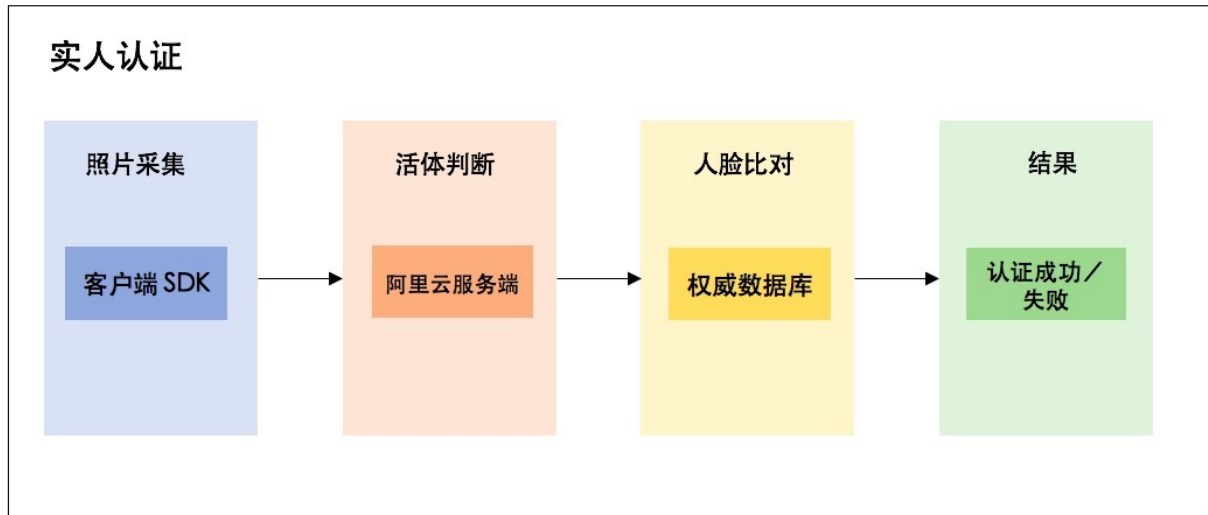 实人认证
照片采集
客户端 SDK
活体判断
阿里云服务端
人脸比对
权威数据库
结果
认证成功／
失败